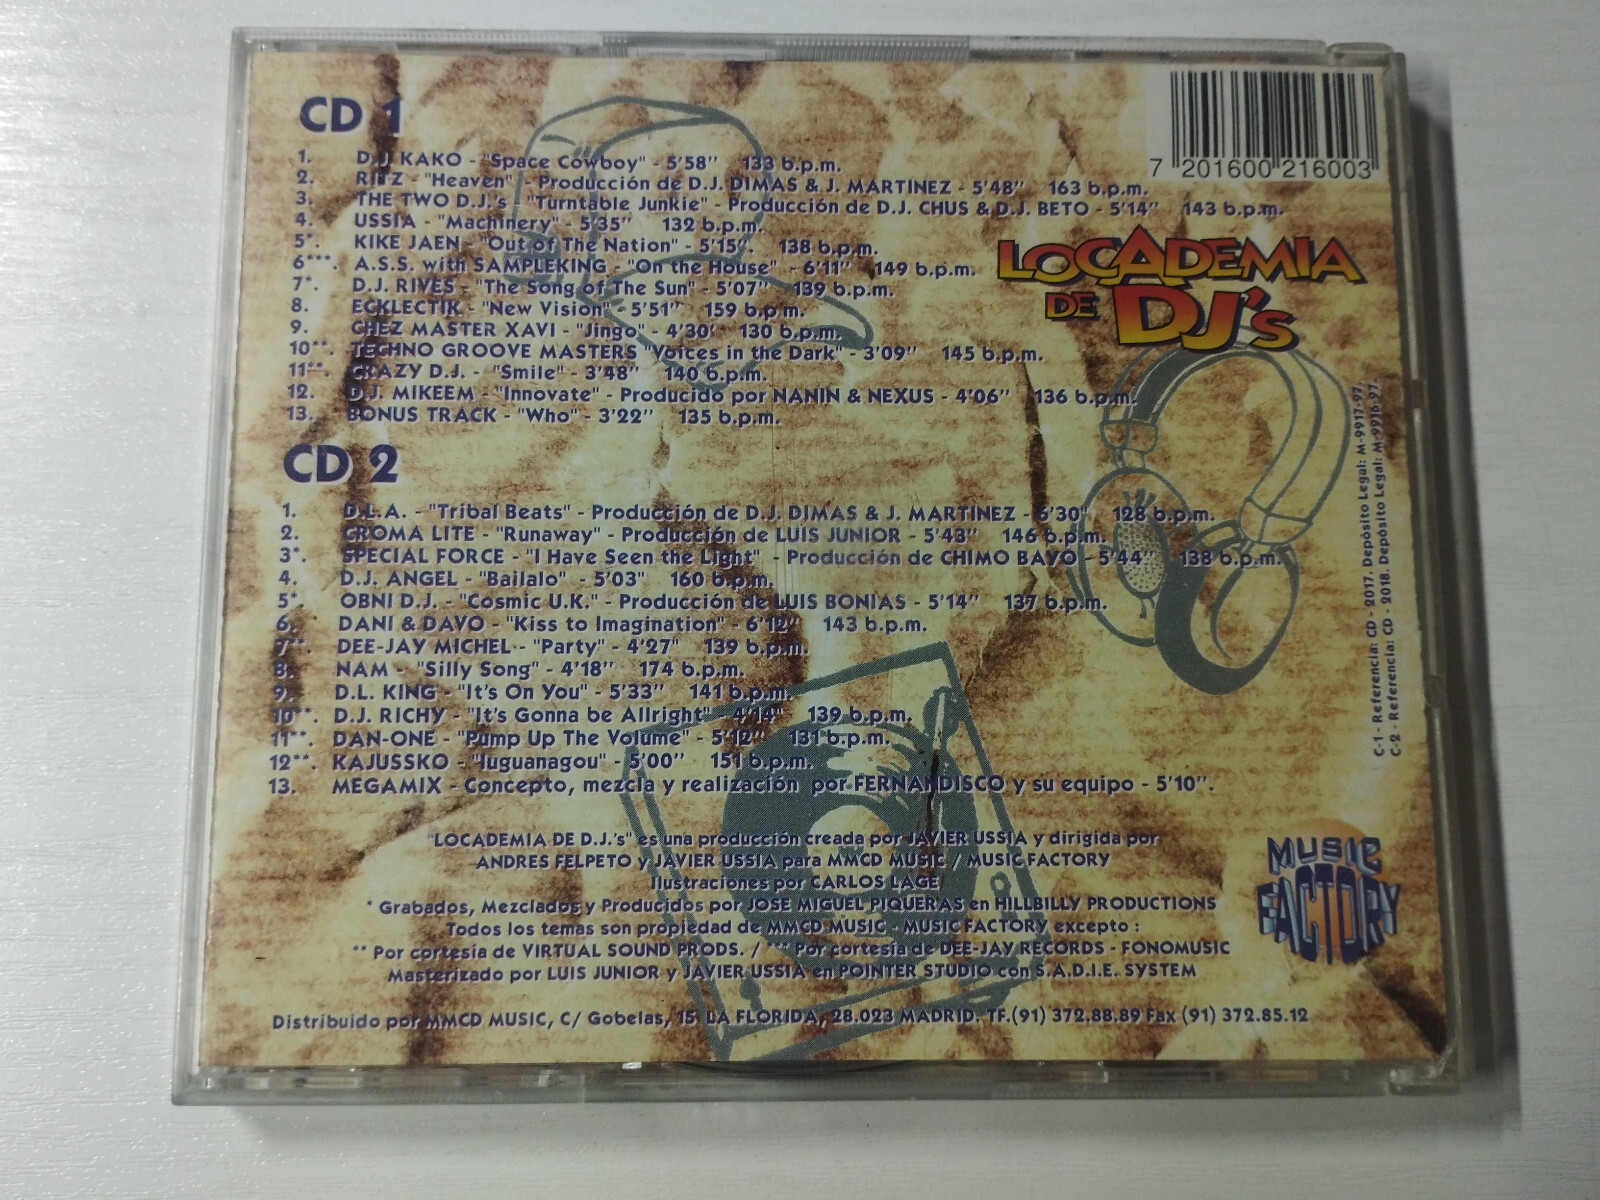 CD 1
1. D.J. KAKO - "Space Cowboy" - 5'58'' 133 b.p.m.
2. RITZ - "Heaven" - Producción de D.J. DIMAS & J. MARTINEZ - 5'48'' 163 b.p.m.
3. THE TWO D.J.'s - "Turntable Junkie" - Producción de D.J. CHUS & D.J. BETO - 5'14'' 143 b.p.m.
4. USSIA - "Machinery" - 5'35'' 132 b.p.m.
5*. KIKE JAEN - "Out of The Nation" - 5'15''. 138 b.p.m.
6***. A.S.S. with SAMPLEKING - "On the House" - 6'11'' 149 b.p.m.
7*. D.J. RIVES - "The Song of The Sun" - 5'07'' 139 b.p.m.
8. ECKLECTIK - "New Vision" - 5'51'' 159 b.p.m.
9. CHEZ MASTER XAVI - "Jingo" - 4'30' 130 b.p.m.
10**. TECHNO GROOVE MASTERS "Voices in the Dark" - 3'09'' 145 b.p.m.
11**. CRAZY D.J. - "Smile" - 3'48'' 140 b.p.m.
12. D.J. MIKEEM - "Innovate" - Producido por NANIN & NEXUS - 4'06'' 136 b.p.m.
13. BONUS TRACK - "Who" - 3'22'' 135 b.p.m.
CD 2
1. D.L.A. - "Tribal Beats" - Producción de D.J. DIMAS & J. MARTINEZ - 6'30'' 128 b.p.m.
2. CROMA LITE - "Runaway" - Producción de LUIS JUNIOR - 5'43'' 146 b.p.m.
3*. SPECIAL FORCE - "I Have Seen the Light" - Producción de CHIMO BAYO - 5'44'' 138 b.p.m.
4. D.J. ANGEL - "Bailalo" - 5'03'' 160 b.p.m.
5*. OBNI D.J. - "Cosmic U.K." - Producción de LUIS BONIAS - 5'14'' 137 b.p.m.
6. DANI & DAVO - "Kiss to Imagination" - 6'12'' 143 b.p.m.
7**. DEE-JAY MICHEL - "Party" - 4'27'' 139 b.p.m.
8. NAM - "Silly Song" - 4'18'' 174 b.p.m.
9. D.L. KING - "It's On You" - 5'33'' 141 b.p.m.
10**. D.J. RICHY - "It's Gonna be Allright" - 4'14'' 139 b.p.m.
11**. DAN-ONE - "Pump Up The Volume" - 5'12'' 131 b.p.m.
12**. KAJUSSKO - "Iuguanagou" - 5'00'' 151 b.p.m.
13. MEGAMIX - Concepto, mezcla y realización por FERNANDISCO y su equipo - 5'10''.
"LOCADEMIA DE D.J.'s" es una producción creada por JAVIER USSIA y dirigida por
ANDRES FELPETO y JAVIER USSIA para MMCD MUSIC / MUSIC FACTORY
Ilustraciones por CARLOS LAGE
* Grabados, Mezclados y Producidos por JOSE MIGUEL PIQUERAS en HILLBILLY PRODUCTIONS
Todos los temas son propiedad de MMCD MUSIC - MUSIC FACTORY excepto :
** Por cortesía de VIRTUAL SOUND PRODS. / *** Por cortesía de DEE-JAY RECORDS - FONOMUSIC
Masterizado por LUIS JUNIOR y JAVIER USSIA en POINTER STUDIO con S.A.D.I.E. SYSTEM
Distribuido por MMCD MUSIC, C/ Gobelas, 15 LA FLORIDA, 28.023 MADRID. TF.(91) 372.88.89 Fax (91) 372.85.12
7 201600 216003
LOCADEMIA
DE DJ's
C-1 - Referencia: CD - 2017. Depósito Legal: M-9917-97.
C-2 - Referencia: CD - 2018. Depósito Legal: M-9916-97.
MUSIC
FACTORY